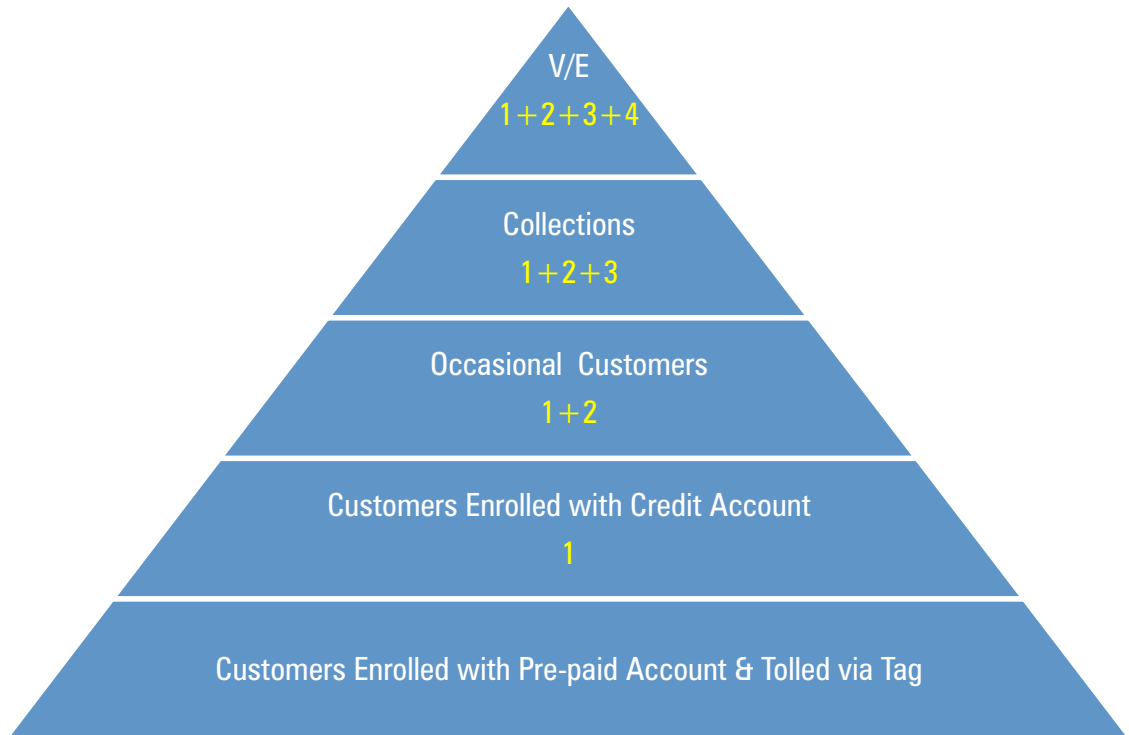 V/E
1+2+3+4
Collections
1+2+3
Occasional Customers
1+2
Customers Enrolled with Credit Account
1
Customers Enrolled with Pre-paid Account & Tolled via Tag